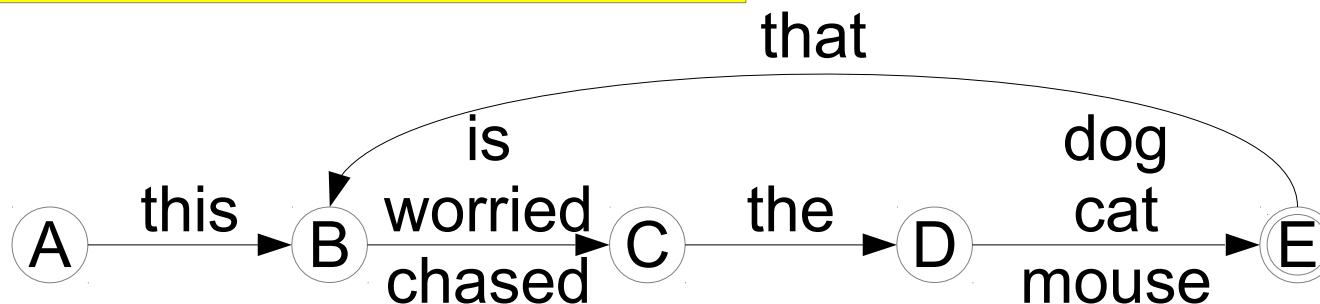 that
is
dog
this
worried
the
cat
A
B
C
D
E
chased
mouse